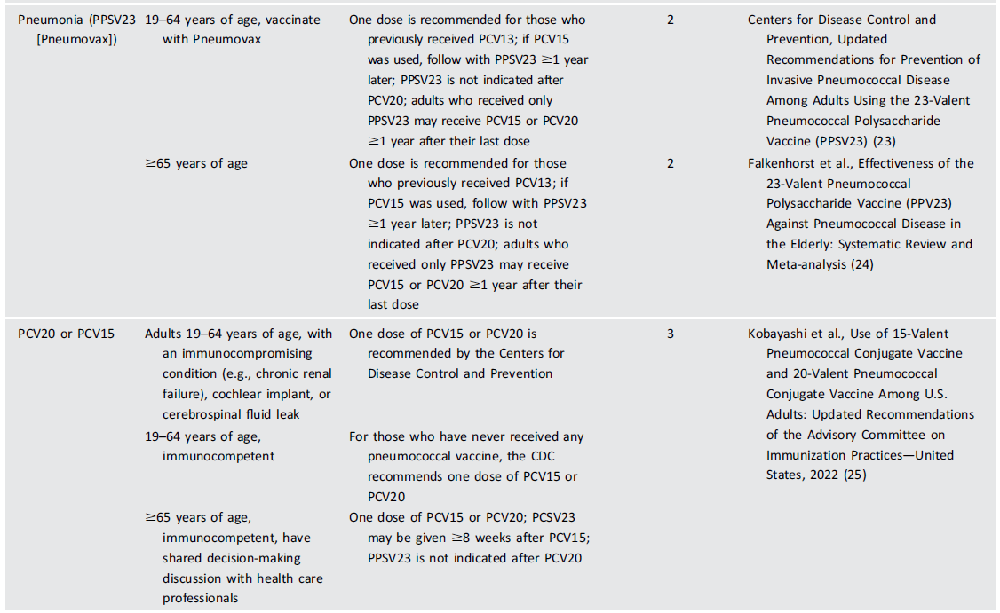 Pneumonia (PPSV23
[Pneumovax])
19–64 years of age, vaccinate
with Pneumovax
One dose is recommended for those who
previously received PCV13; if PCV15
was used, follow with PPSV23 ≥1 year
later; PPSV23 is not indicated after
PCV20; adults who received only
PPSV23 may receive PCV15 or PCV20
≥1 year after their last dose
2
Centers for Disease Control and
Prevention, Updated
Recommendations for Prevention of
Invasive Pneumococcal Disease
Among Adults Using the 23-Valent
Pneumococcal Polysaccharide
Vaccine (PPSV23) (23)
≥65 years of age
One dose is recommended for those
who previously received PCV13; if
PCV15 was used, follow with PPSV23
≥1 year later; PPSV23 is not
indicated after PCV20; adults who
received only PPSV23 may receive
PCV15 or PCV20 ≥1 year after their
last dose
2
Falkenhorst et al., Effectiveness of the
23-Valent Pneumococcal
Polysaccharide Vaccine (PPV23)
Against Pneumococcal Disease in
the Elderly: Systematic Review and
Meta-analysis (24)
PCV20 or PCV15
Adults 19–64 years of age, with
an immunocompromising
condition (e.g., chronic renal
failure), cochlear implant, or
cerebrospinal fluid leak
One dose of PCV15 or PCV20 is
recommended by the Centers for
Disease Control and Prevention
3
Kobayashi et al., Use of 15-Valent
Pneumococcal Conjugate Vaccine
and 20-Valent Pneumococcal
Conjugate Vaccine Among U.S.
Adults: Updated Recommendations
of the Advisory Committee on
Immunization Practices—United
States, 2022 (25)
19–64 years of age,
immunocompetent
For those who have never received any
pneumococcal vaccine, the CDC
recommends one dose of PCV15 or
PCV20
≥65 years of age,
immunocompetent, have
shared decision-making
discussion with health care
professionals
One dose of PCV15 or PCV20; PCSV23
may be given ≥8 weeks after PCV15;
PPSV23 is not indicated after PCV20